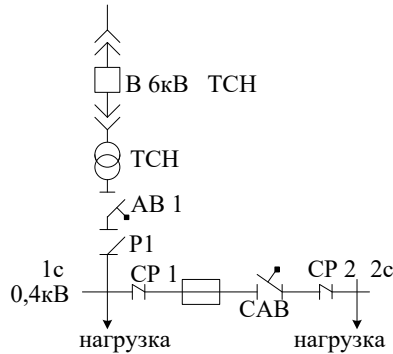 В 6кВ ТСН
ТСН
АВ 1
Р1
1с
0,4кВ
СР 1
САВ
СР 2
2с
нагрузка
нагрузка